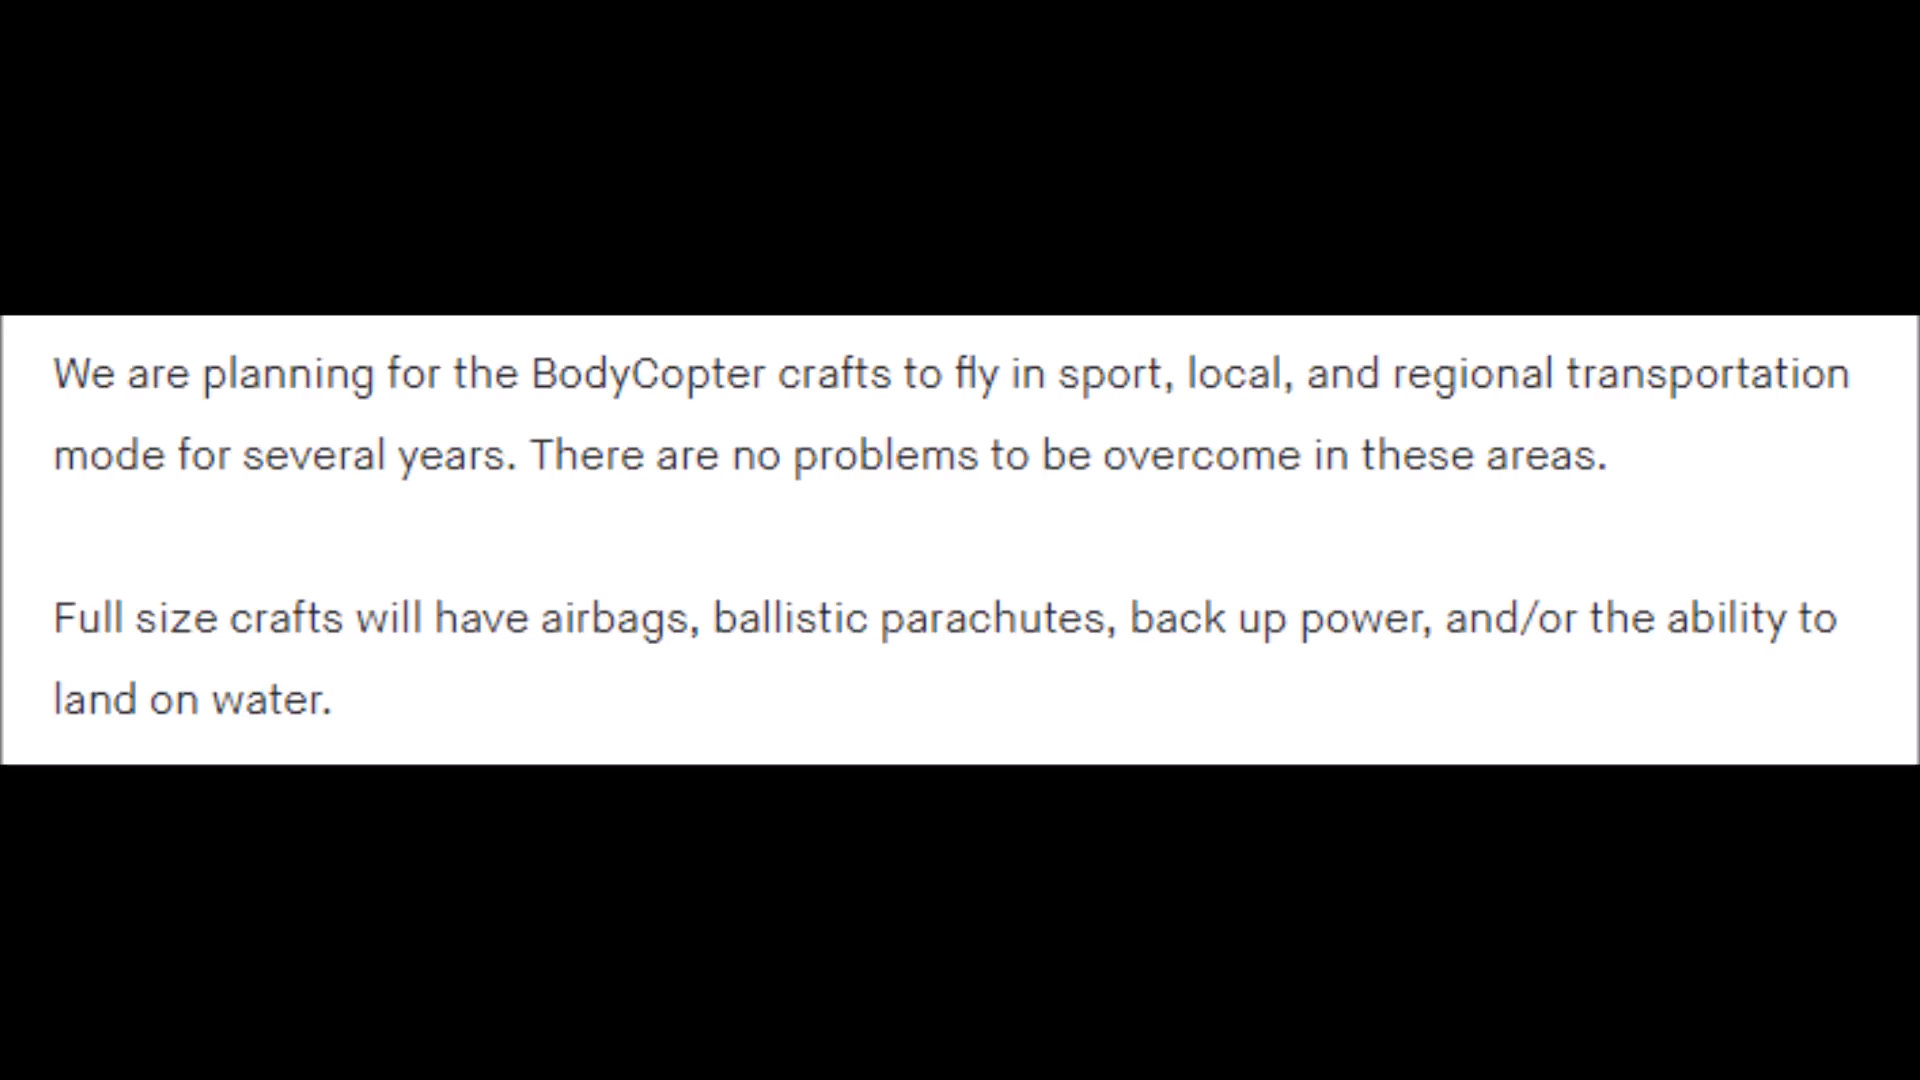 We are planning for the BodyCopter crafts to fly in sport, local, and regional transportation
mode for several years. There are no problems to be overcome in these areas.
Full size crafts will have airbags, ballistic parachutes, back up power, and/or the ability to
land on water.